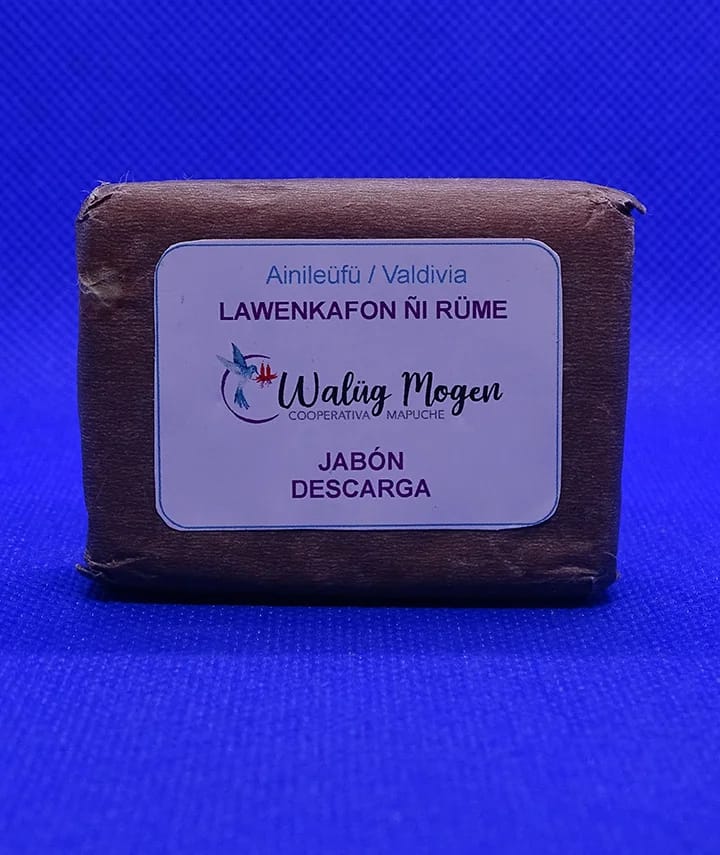 Ainileüfü / Valdivia
LAWENKAFON ÑI RÜME
Walüg Mogen
COOPERATIVA MAPUCHE
JABÓN
DESCARGA